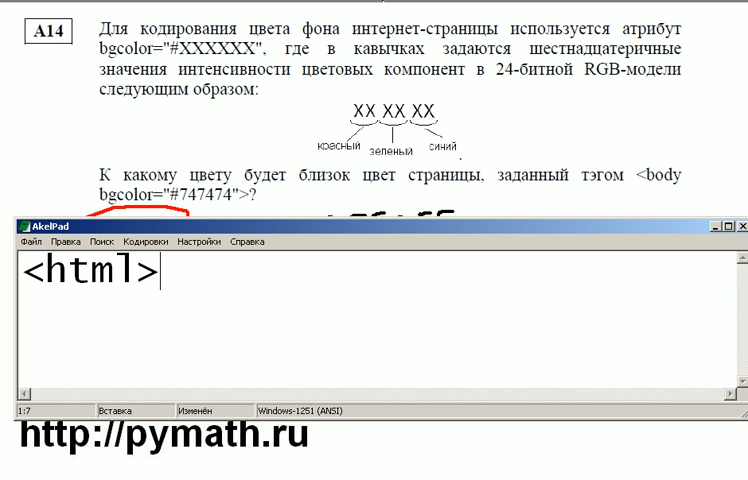 А14
Для кодирования цвета фона интернет-страницы используется атрибут
bgcolor="#XXXXXX", где в кавычках задаются шестнадцатеричные
значения интенсивности цветовых компонент в 24-битной RGB-модели
следующим образом:
XX XX XX
красный зеленый синий
К какому цвету будет близок цвет страницы, заданный тэгом <body
bgcolor="#747474">?
AkelPad
Файл Правка Поиск Кодировки Настройки Справка
<html>
1:7 Вставка Изменён Windows-1251 (ANSI)
http://pymath.ru